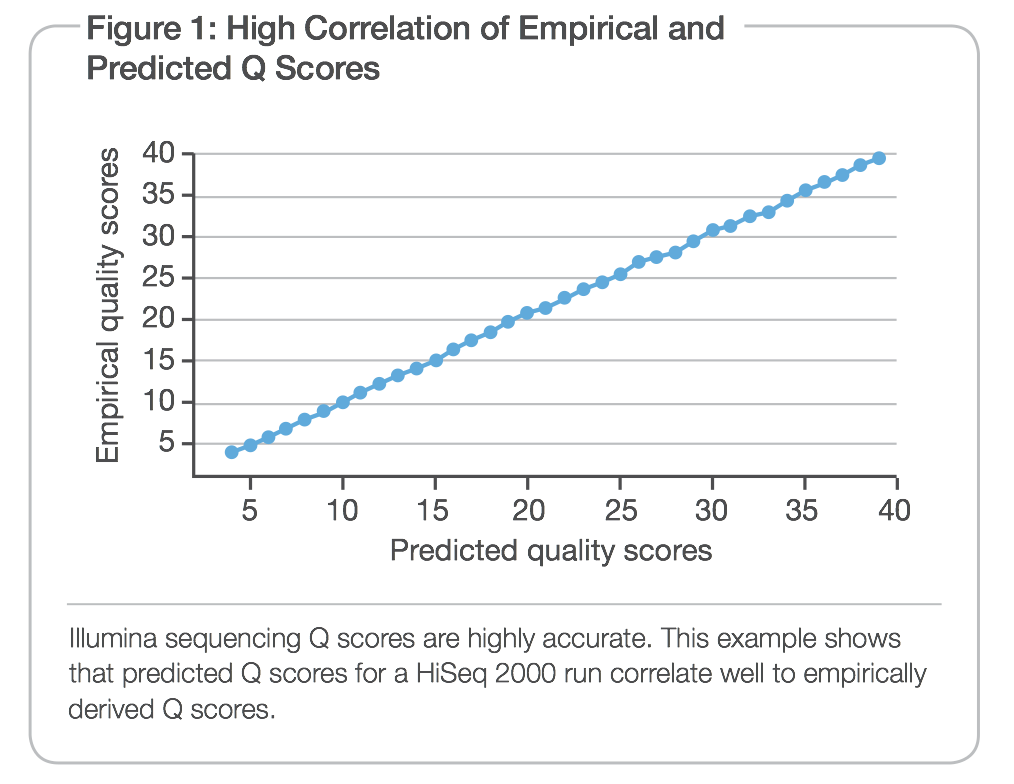 Figure 1: High Correlation of Empirical and
Predicted Q Scores
Empirical quality scores
40
35
30
25
20
15
10
5
5 10 15 20 25 30 35 40
Predicted quality scores
Illumina sequencing Q scores are highly accurate. This example shows
that predicted Q scores for a HiSeq 2000 run correlate well to empirically
derived Q scores.